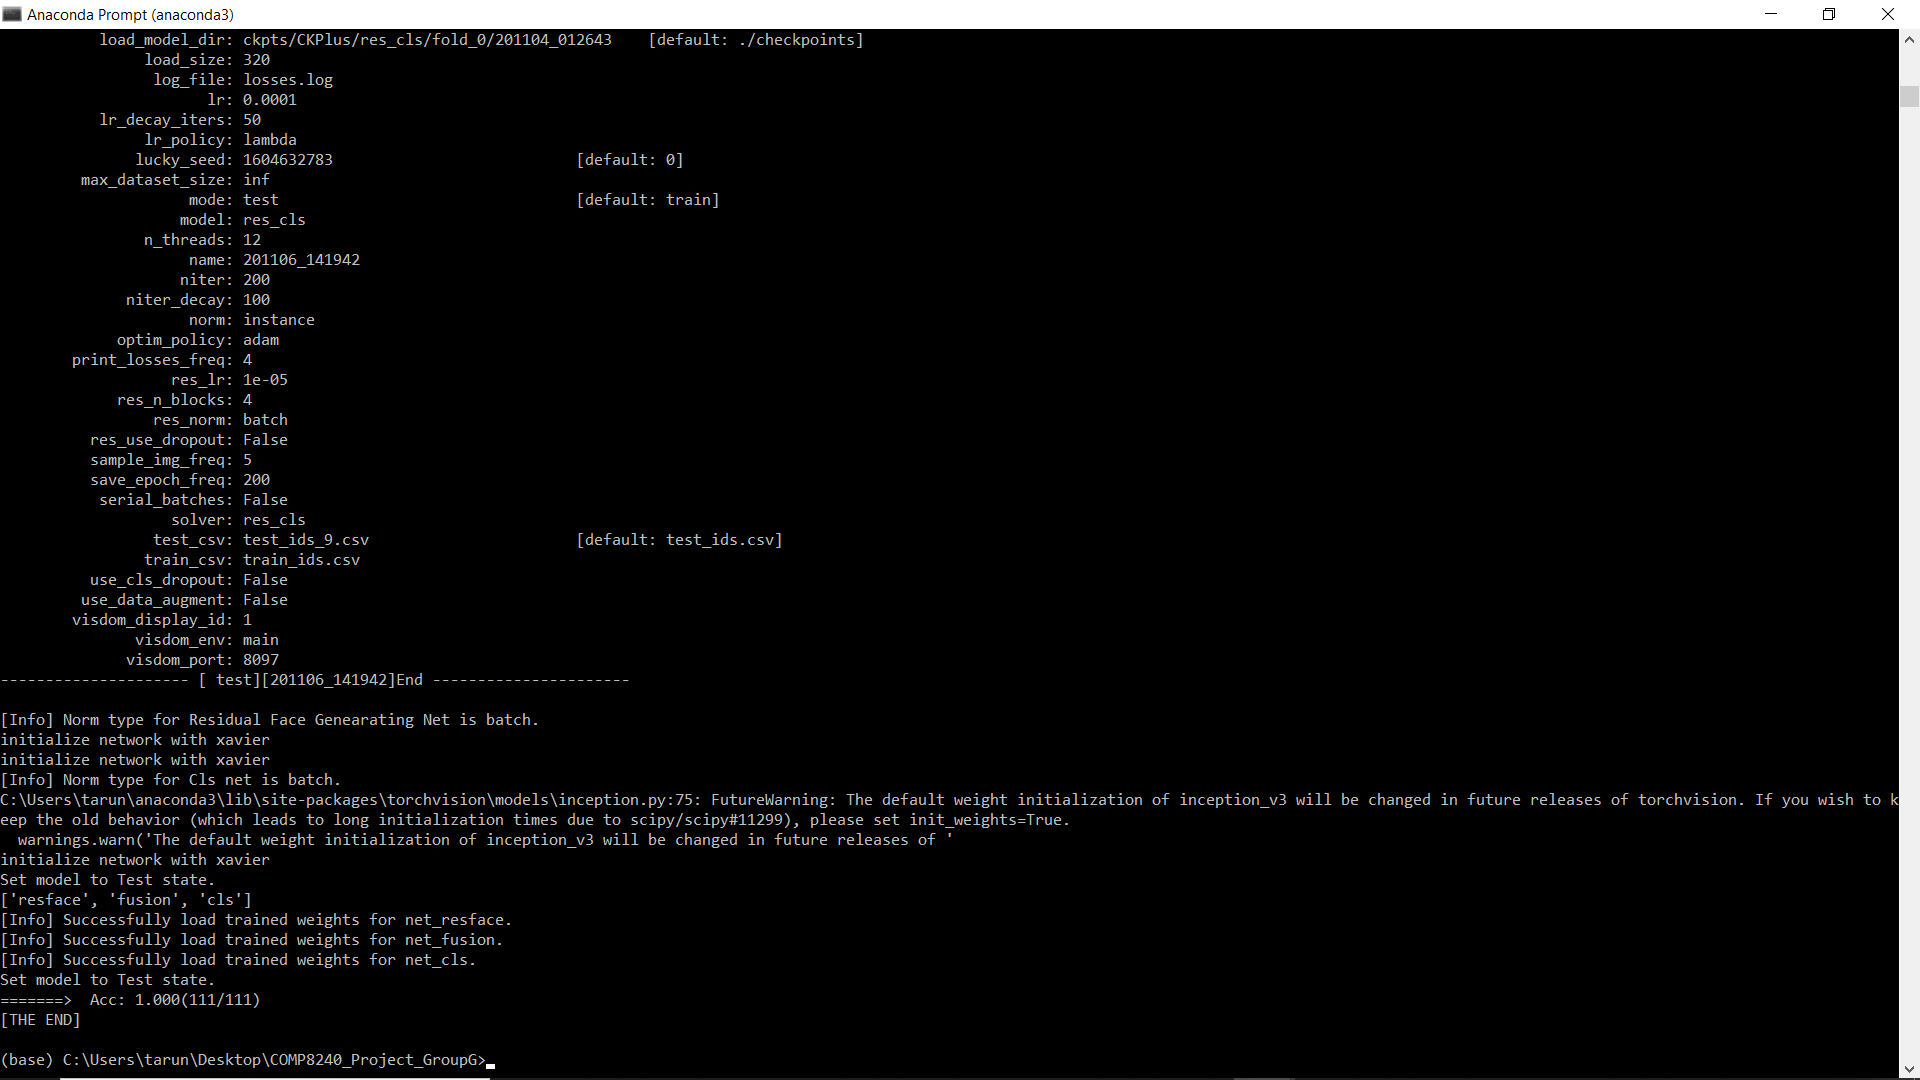 Anaconda Prompt (anaconda3)
load_model_dir: ckpts/CKPlus/res_cls/fold_0/201104_012643    [default: ./checkpoints]
load_size: 320
log_file: losses.log
lr: 0.0001
lr_decay_iters: 50
lr_policy: lambda
lucky_seed: 1604632783    [default: 0]
max_dataset_size: inf
mode: test    [default: train]
model: res_cls
n_threads: 12
name: 201106_141942
niter: 200
niter_decay: 100
norm: instance
optim_policy: adam
print_losses_freq: 4
res_lr: 1e-05
res_n_blocks: 4
res_norm: batch
res_use_dropout: False
sample_img_freq: 5
save_epoch_freq: 200
serial_batches: False
solver: res_cls
test_csv: test_ids_9.csv    [default: test_ids.csv]
train_csv: train_ids.csv
use_cls_dropout: False
use_data_augment: False
visdom_display_id: 1
visdom_env: main
visdom_port: 8097
--------------------- [ test][201106_141942]End ----------------------
[Info] Norm type for Residual Face Genearating Net is batch.
initialize network with xavier
initialize network with xavier
[Info] Norm type for Cls net is batch.
C:\Users\tarun\anaconda3\lib\site-packages\torchvision\models\inception.py:75: FutureWarning: The default weight initialization of inception_v3 will be changed in future releases of torchvision. If you wish to k
eep the old behavior (which leads to long initialization times due to scipy/scipy#11299), please set init_weights=True.
  warnings.warn('The default weight initialization of inception_v3 will be changed in future releases of '
initialize network with xavier
Set model to Test state.
['resface', 'fusion', 'cls']
[Info] Successfully load trained weights for net_resface.
[Info] Successfully load trained weights for net_fusion.
[Info] Successfully load trained weights for net_cls.
Set model to Test state.
=======>  Acc: 1.000(111/111)
[THE END]
(base) C:\Users\tarun\Desktop\COMP8240_Project_GroupG>